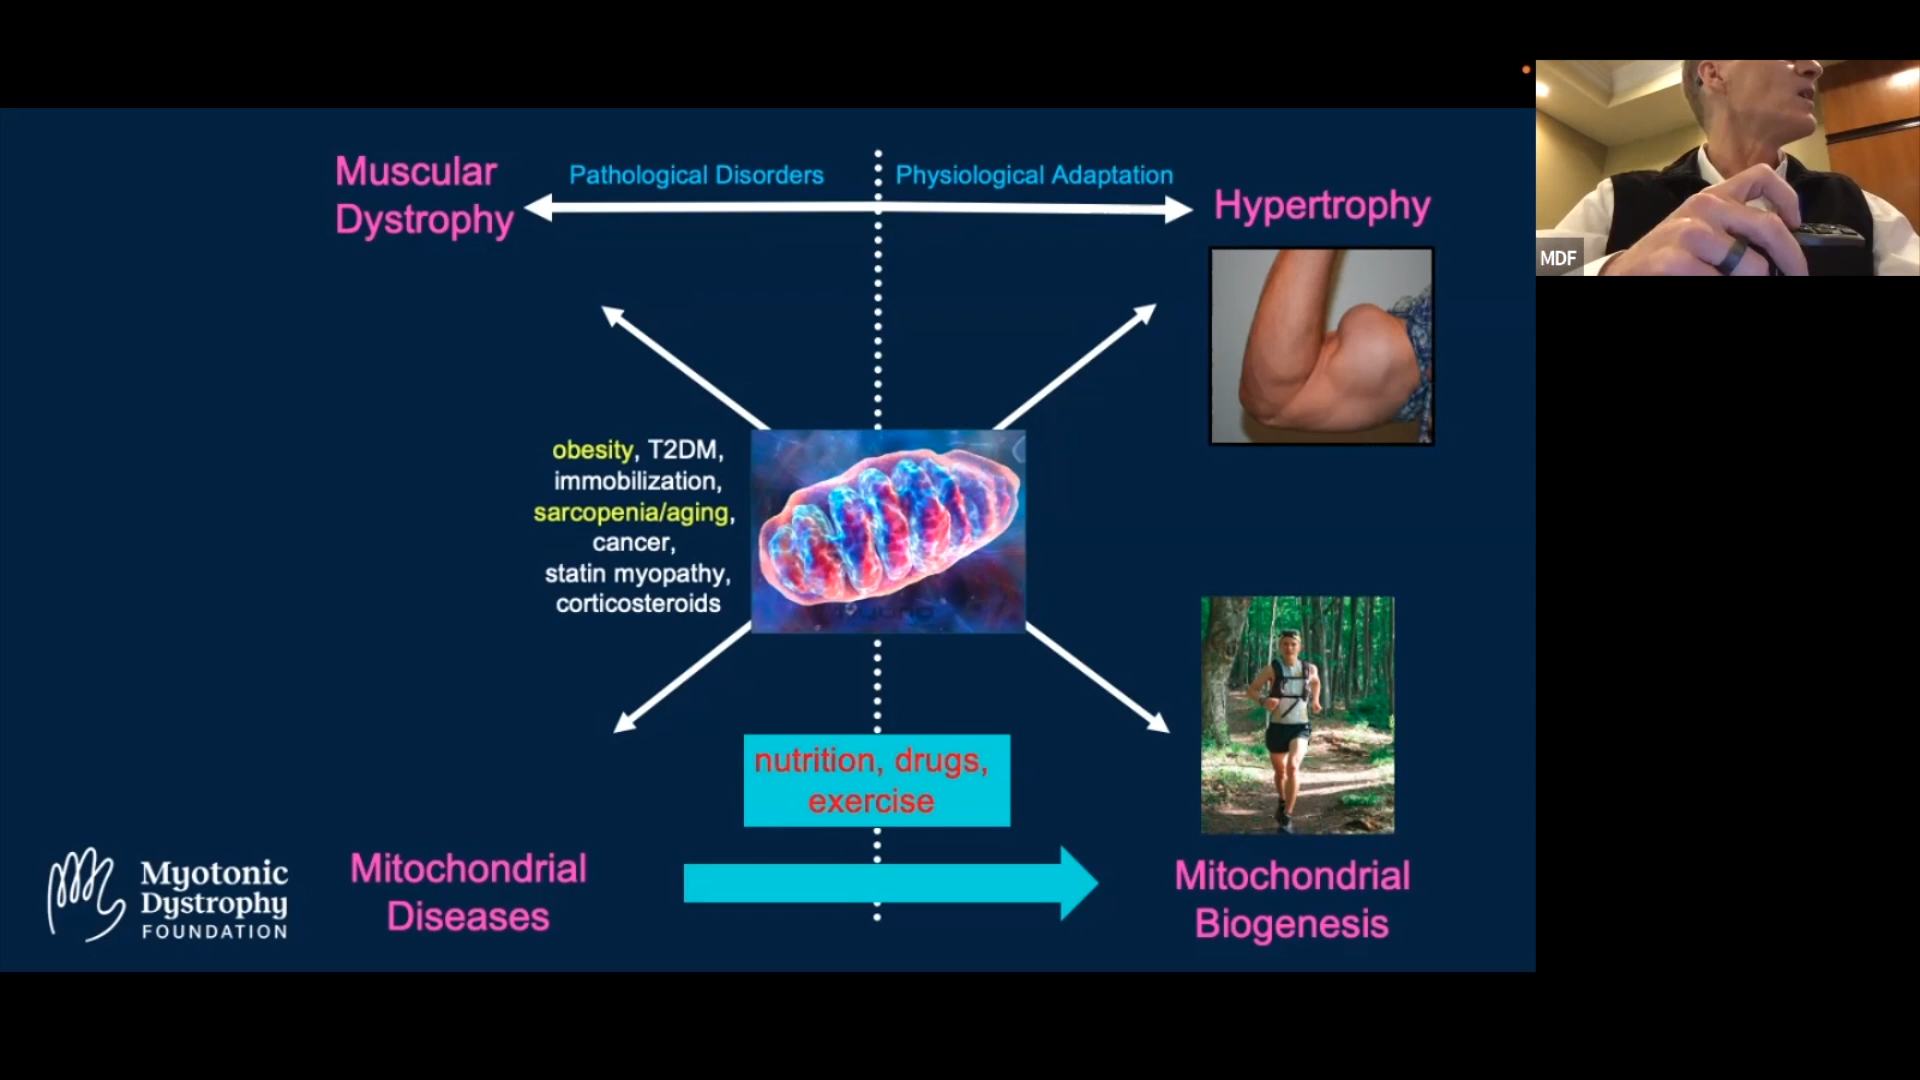 Muscular
Dystrophy
Pathological Disorders
Physiological Adaptation
Hypertrophy
MDF
obesity, T2DM,
immobilization,
sarcopenia/aging,
cancer,
statin myopathy,
corticosteroids
nutrition, drugs,
exercise
Myotonic
Dystrophy
FOUNDATION
Mitochondrial
Diseases
Mitochondrial
Biogenesis